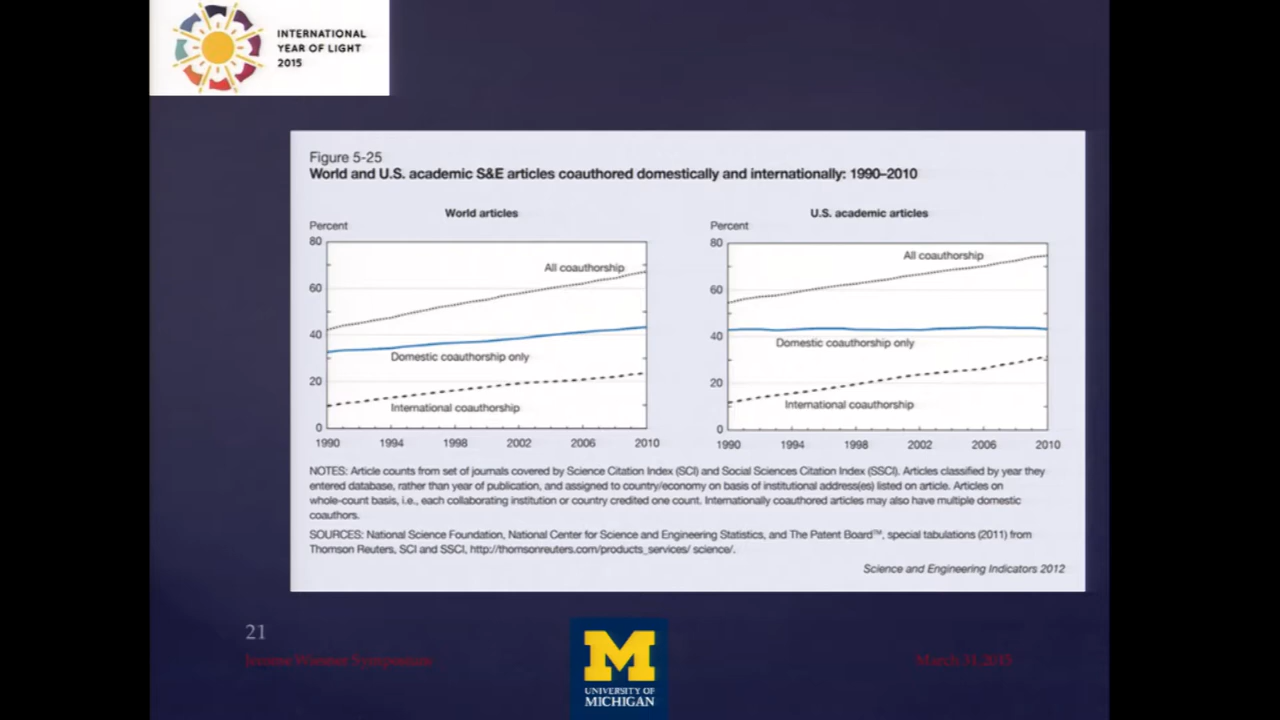 INTERNATIONAL
YEAR OF LIGHT
2015
Figure 5-25
World and U.S. academic S&E articles coauthored domestically and internationally: 1990–2010
World articles
Percent
80
60
40
20
0
All coauthorship
Domestic coauthorship only
International coauthorship
1990 1994 1998 2002 2006 2010
U.S. academic articles
Percent
80
60
40
20
0
All coauthorship
Domestic coauthorship only
International coauthorship
1990 1994 1998 2002 2006 2010
NOTES: Article counts from set of journals covered by Science Citation Index (SCI) and Social Sciences Citation Index (SSCI). Articles classified by year they
entered database, rather than year of publication, and assigned to country/economy on basis of institutional address(es) listed on article. Articles on
whole-count basis, i.e., each collaborating institution or country credited one count. Internationally coauthored articles may also have multiple domestic
coauthors.
SOURCES: National Science Foundation, National Center for Science and Engineering Statistics, and The Patent Board™, special tabulations (2011) from
Thomson Reuters, SCI and SSCI, http://thomsonreuters.com/products_services/ science/.
Science and Engineering Indicators 2012
21
Symposium
March 31, 2015
M
UNIVERSITY OF
MICHIGAN